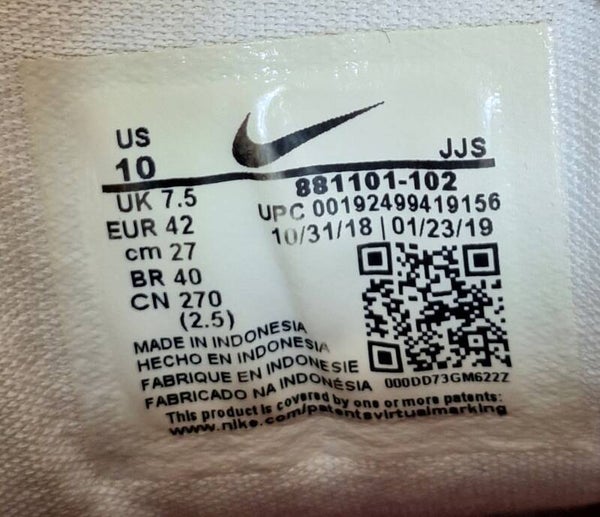 US
10
JJS
UK 7.5
EUR 42
cm 27
BR 40
CN 270
(2.5)
881101-102
UPC 00192499419156
10/31/18 | 01/23/19
MADE IN INDONESIA
HECHO EN INDONESIA
FABRIQUE EN INDONESIE
FABRICADO NA INDONÉSIA
000DD73GM622Z
This product is covered by one or more patents:
www.nike.com/patentsvirtualmarking